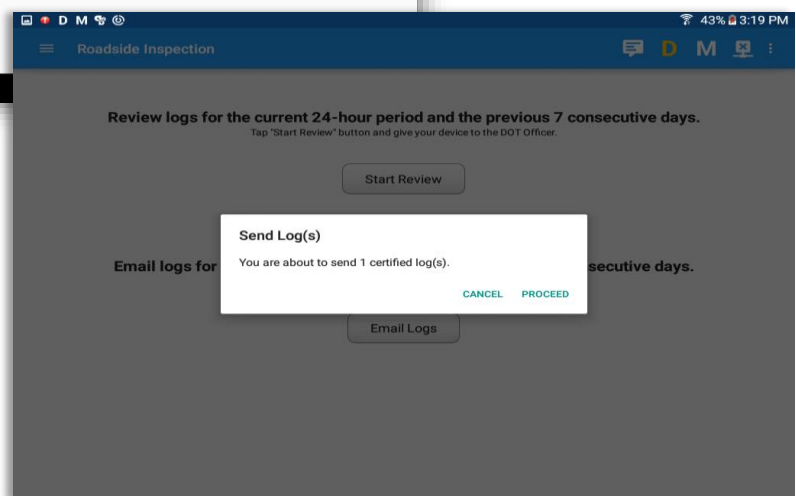 D M 43% 3:19 PM
Roadside Inspection D M
Review logs for the current 24-hour period and the previous 7 consecutive days.
Tap "Start Review" button and give your device to the DOT Officer.
Start Review
Send Log(s)
You are about to send 1 certified log(s).
Email logs for secutive days.
CANCEL PROCEED
Email Logs